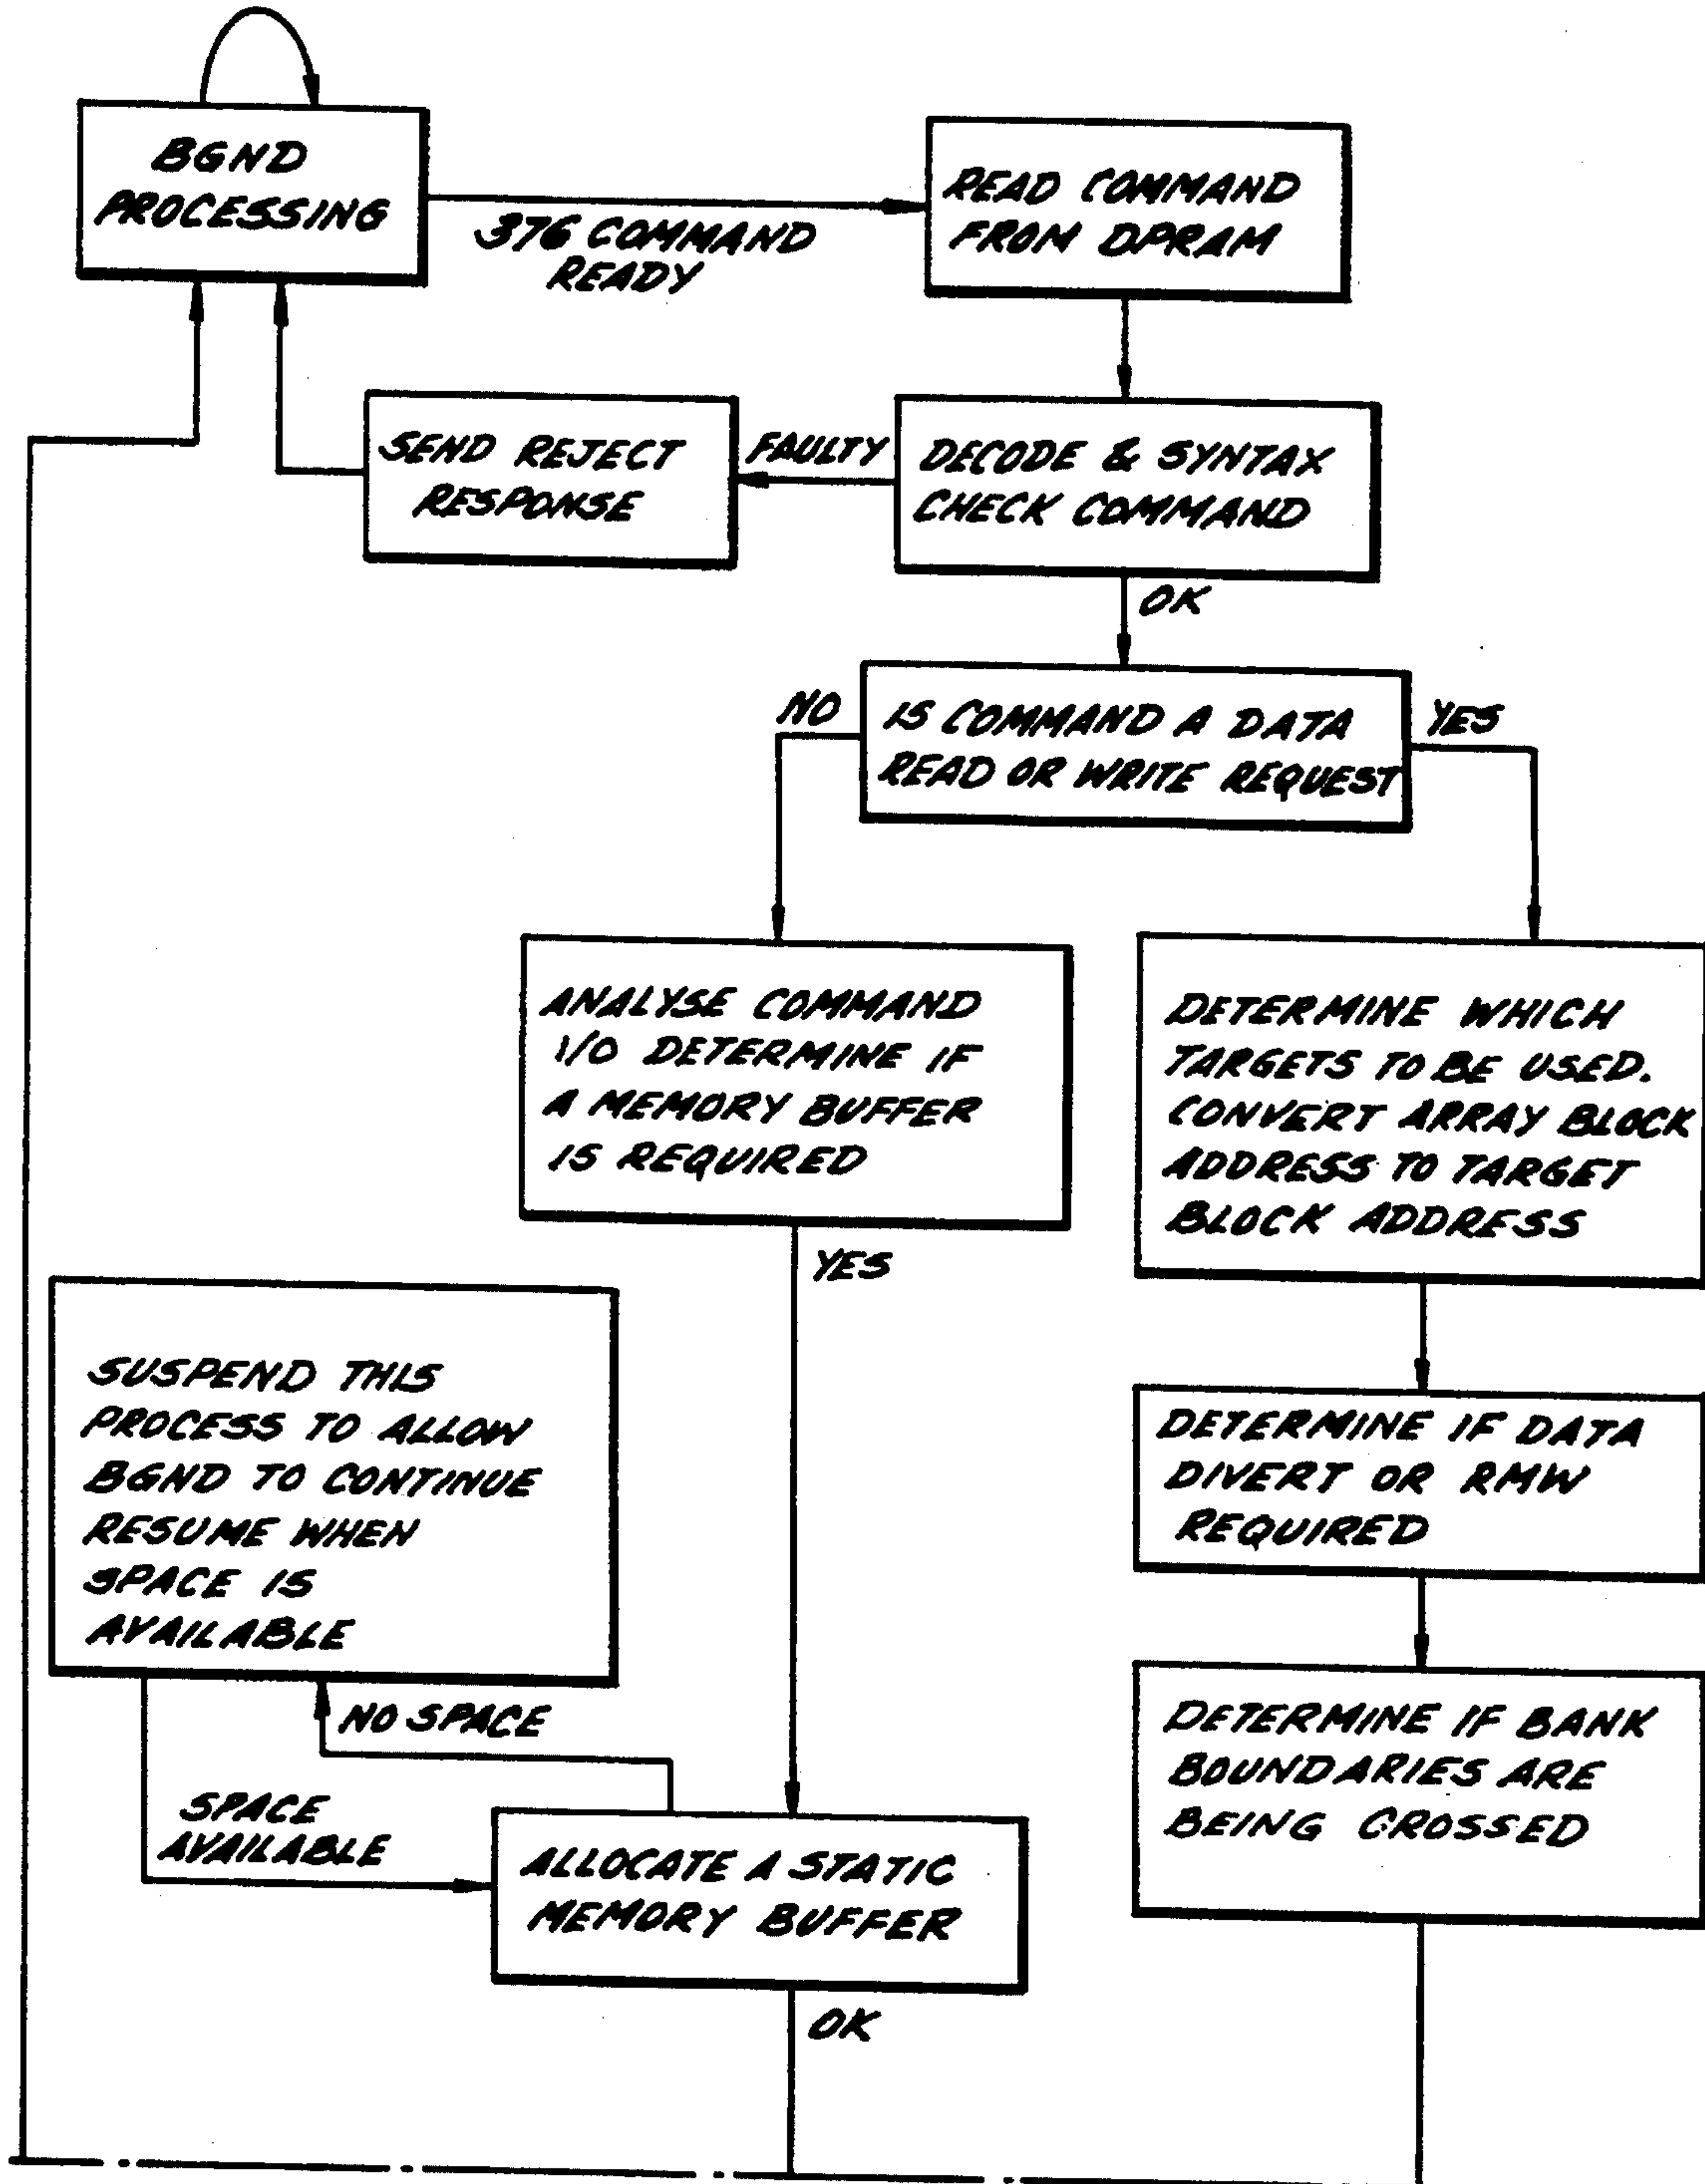 BGND
PROCESSING
376 COMMAND
READY
READ COMMAND
FROM DPRAM
SEND REJECT
RESPONSE
FAULTY
DECODE & SYNTAX
CHECK COMMAND
OK
NO
IS COMMAND A DATA
READ OR WRITE REQUEST
YES
ANALYSE COMMAND
I/O DETERMINE IF
A MEMORY BUFFER
IS REQUIRED
YES
DETERMINE WHICH
TARGETS TO BE USED.
CONVERT ARRAY BLOCK
ADDRESS TO TARGET
BLOCK ADDRESS
SUSPEND THIS
PROCESS TO ALLOW
BGND TO CONTINUE
RESUME WHEN
SPACE IS
AVAILABLE
DETERMINE IF DATA
DIVERT OR RMW
REQUIRED
NO SPACE
SPACE
AVAILABLE
ALLOCATE A STATIC
MEMORY BUFFER
OK
DETERMINE IF BANK
BOUNDARIES ARE
BEING CROSSED